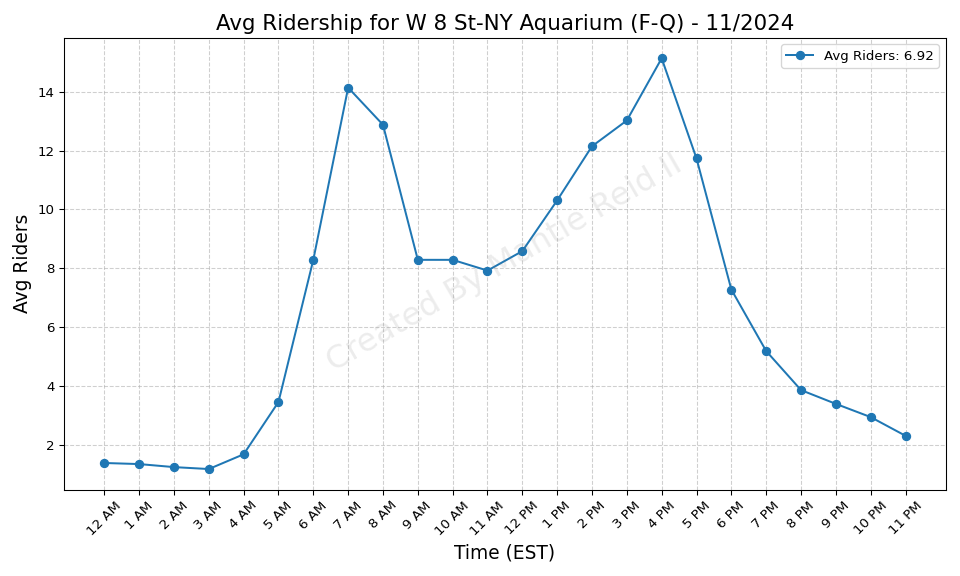 Avg Ridership for W 8 St-NY Aquarium (F-Q) - 11/2024
Avg Riders: 6.92
Avg Riders
14
12
10
8
6
4
2
Created By Mantie Reid II
12 AM
1 AM
2 AM
3 AM
4 AM
5 AM
6 AM
7 AM
8 AM
9 AM
10 AM
11 AM
12 PM
1 PM
2 PM
3 PM
4 PM
5 PM
6 PM
7 PM
8 PM
9 PM
10 PM
11 PM
Time (EST)